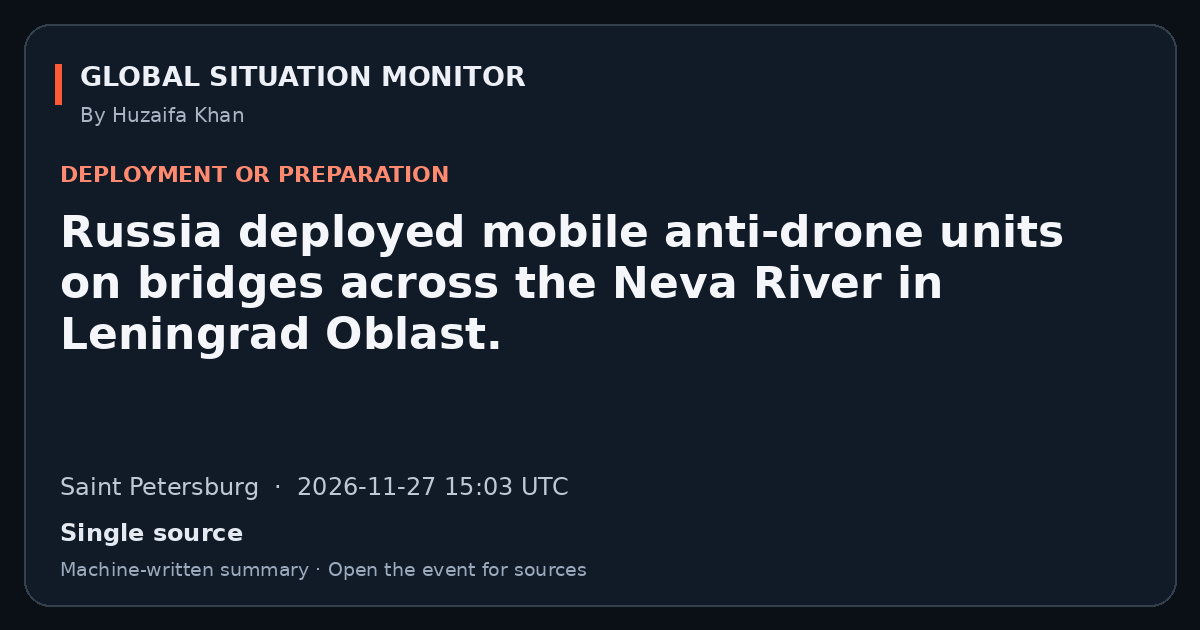 GLOBAL SITUATION MONITOR
By Huzaifa Khan
DEPLOYMENT OR PREPARATION
Russia deployed mobile anti-drone units
on bridges across the Neva River in
Leningrad Oblast.
Saint Petersburg · 2026-11-27 15:03 UTC
Single source
Machine-written summary · Open the event for sources